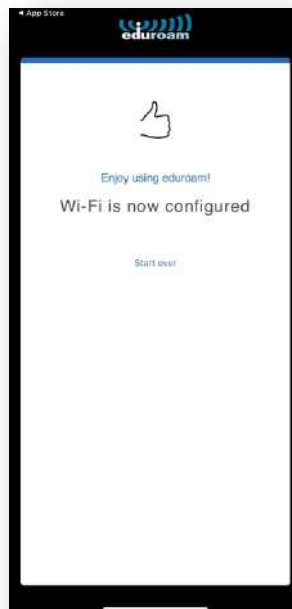 ◀ App Store
eduroam
Enjoy using eduroam!
Wi-Fi is now configured
Start over